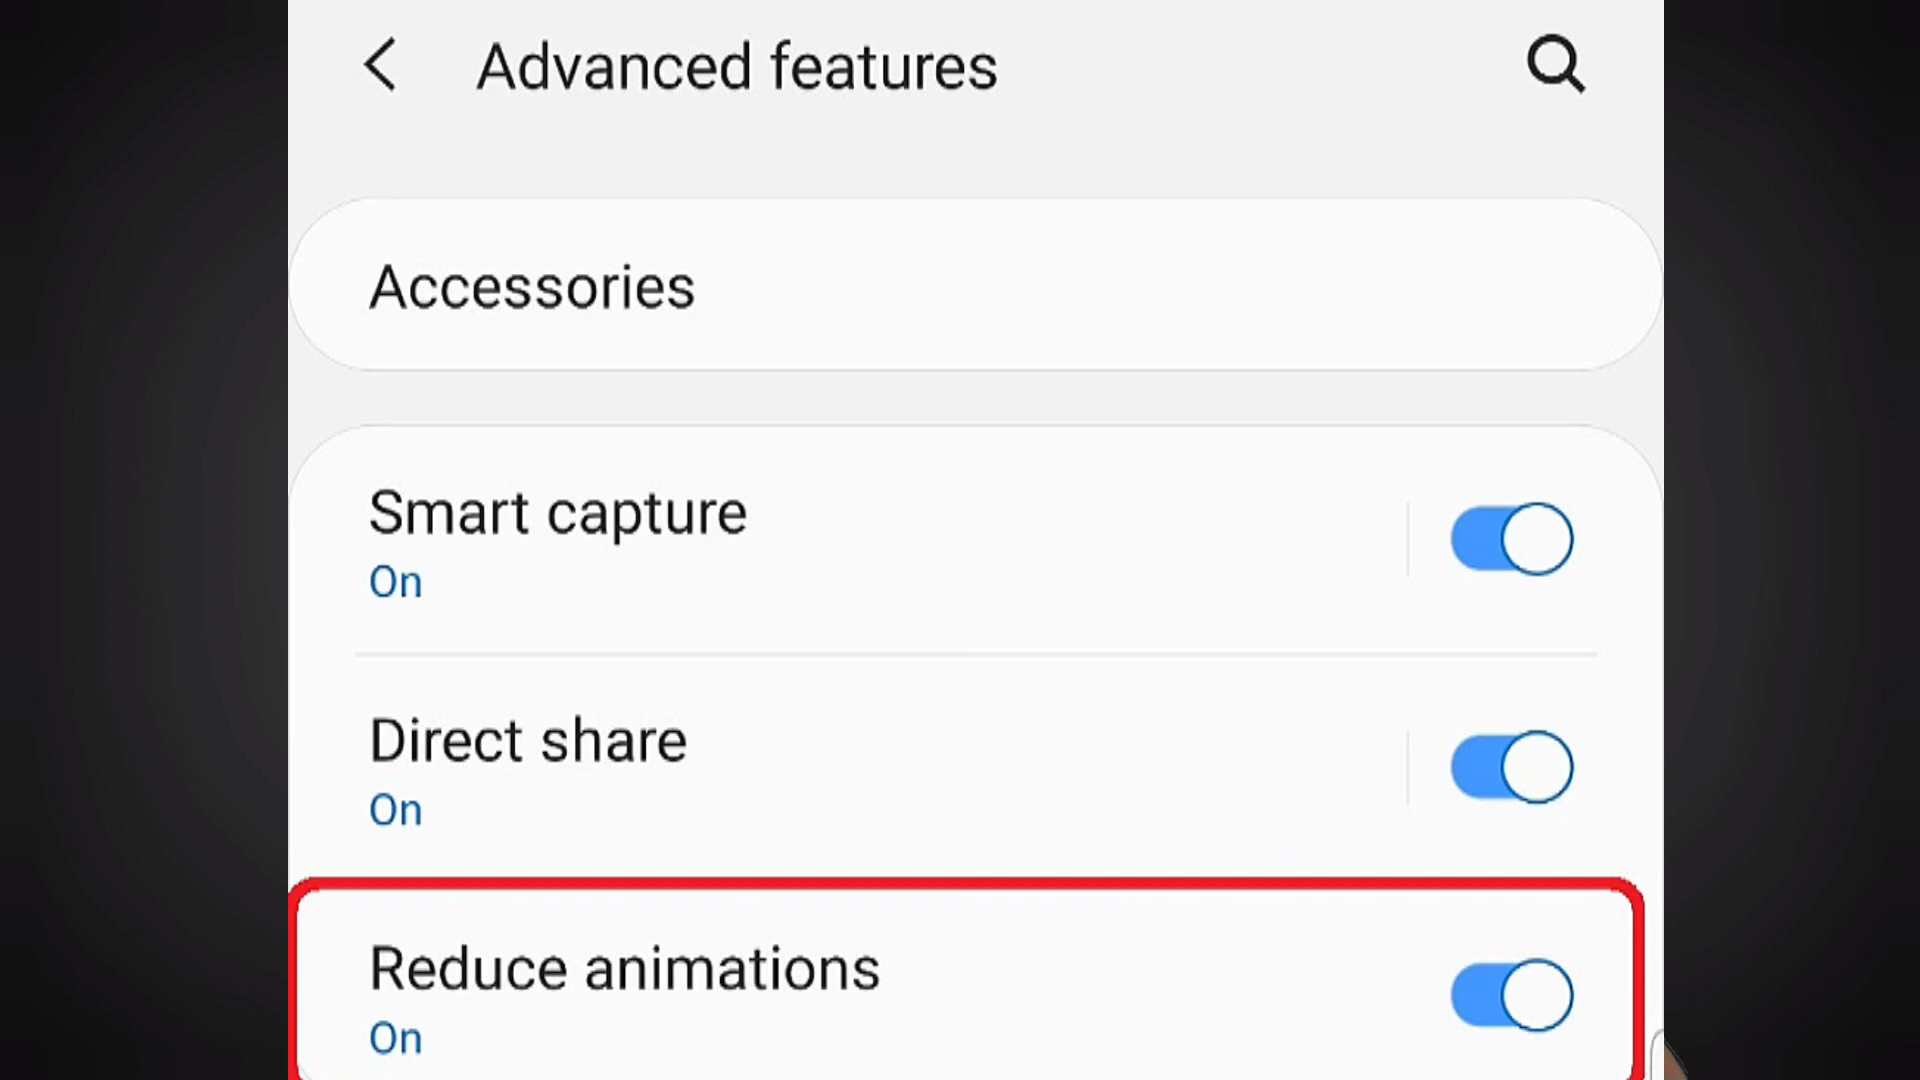 Advanced features
Accessories
Smart capture
On
Direct share
On
Reduce animations
On